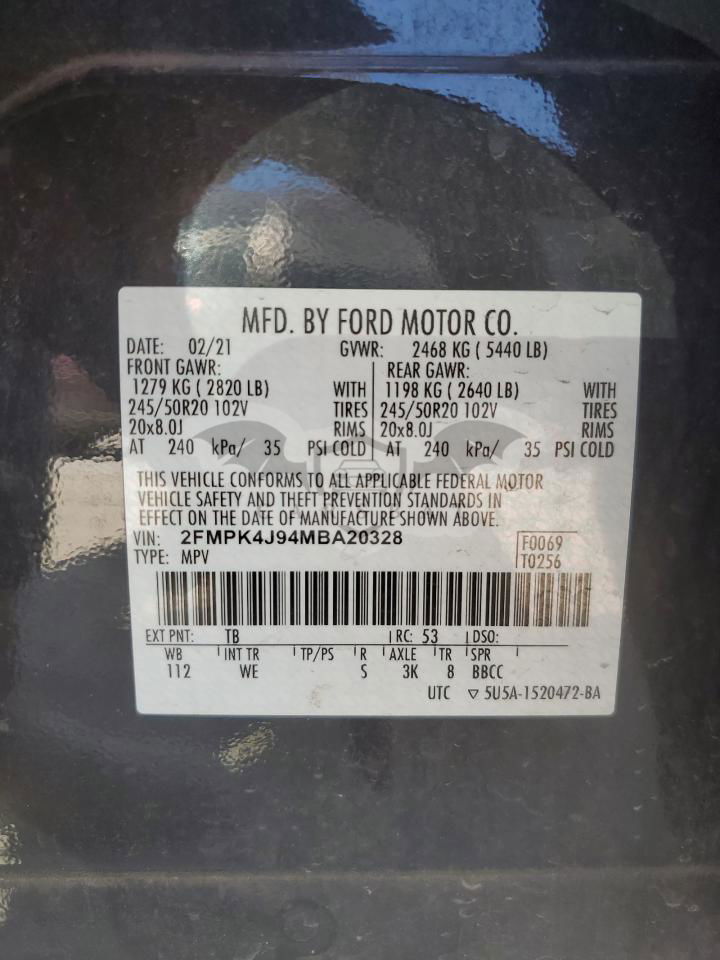 MFD. BY FORD MOTOR CO.
DATE: 02/21 GVWR: 2468 KG ( 5440 LB)
FRONT GAWR: REAR GAWR:
1279 KG ( 2820 LB) WITH 1198 KG ( 2640 LB) WITH
245/50R20 102V TIRES 245/50R20 102V TIRES
20x8.0J RIMS 20x8.0J RIMS
AT 240 kPa/ 35 PSI COLD AT 240 kPa/ 35 PSI COLD
THIS VEHICLE CONFORMS TO ALL APPLICABLE FEDERAL MOTOR
VEHICLE SAFETY AND THEFT PREVENTION STANDARDS IN
EFFECT ON THE DATE OF MANUFACTURE SHOWN ABOVE.
VIN: 2FMPK4J94MBA20328 F0069
TYPE: MPV T0256
EXT PNT: TB RC: 53 DSO:
WB INT TR TP/PS R AXLE TR SPR
112 WE S 3K 8 BBCC
UTC ▽ 5U5A-1520472-BA